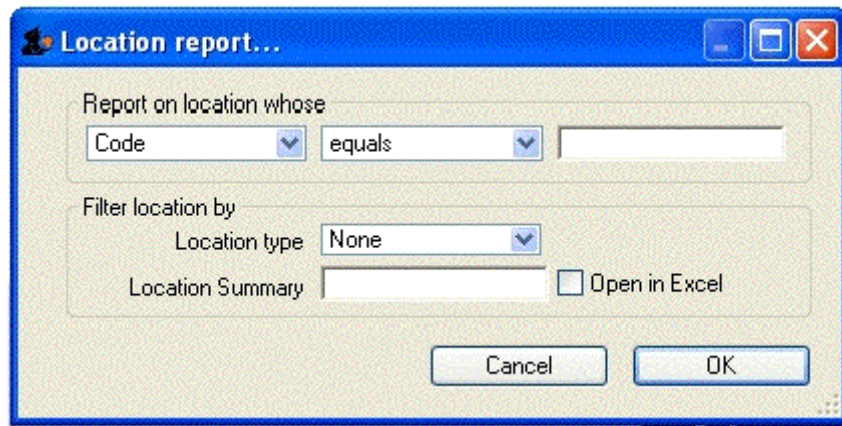 Location report...
Report on location whose
Code equals
Filter location by
Location type None
Location Summary Open in Excel
Cancel OK